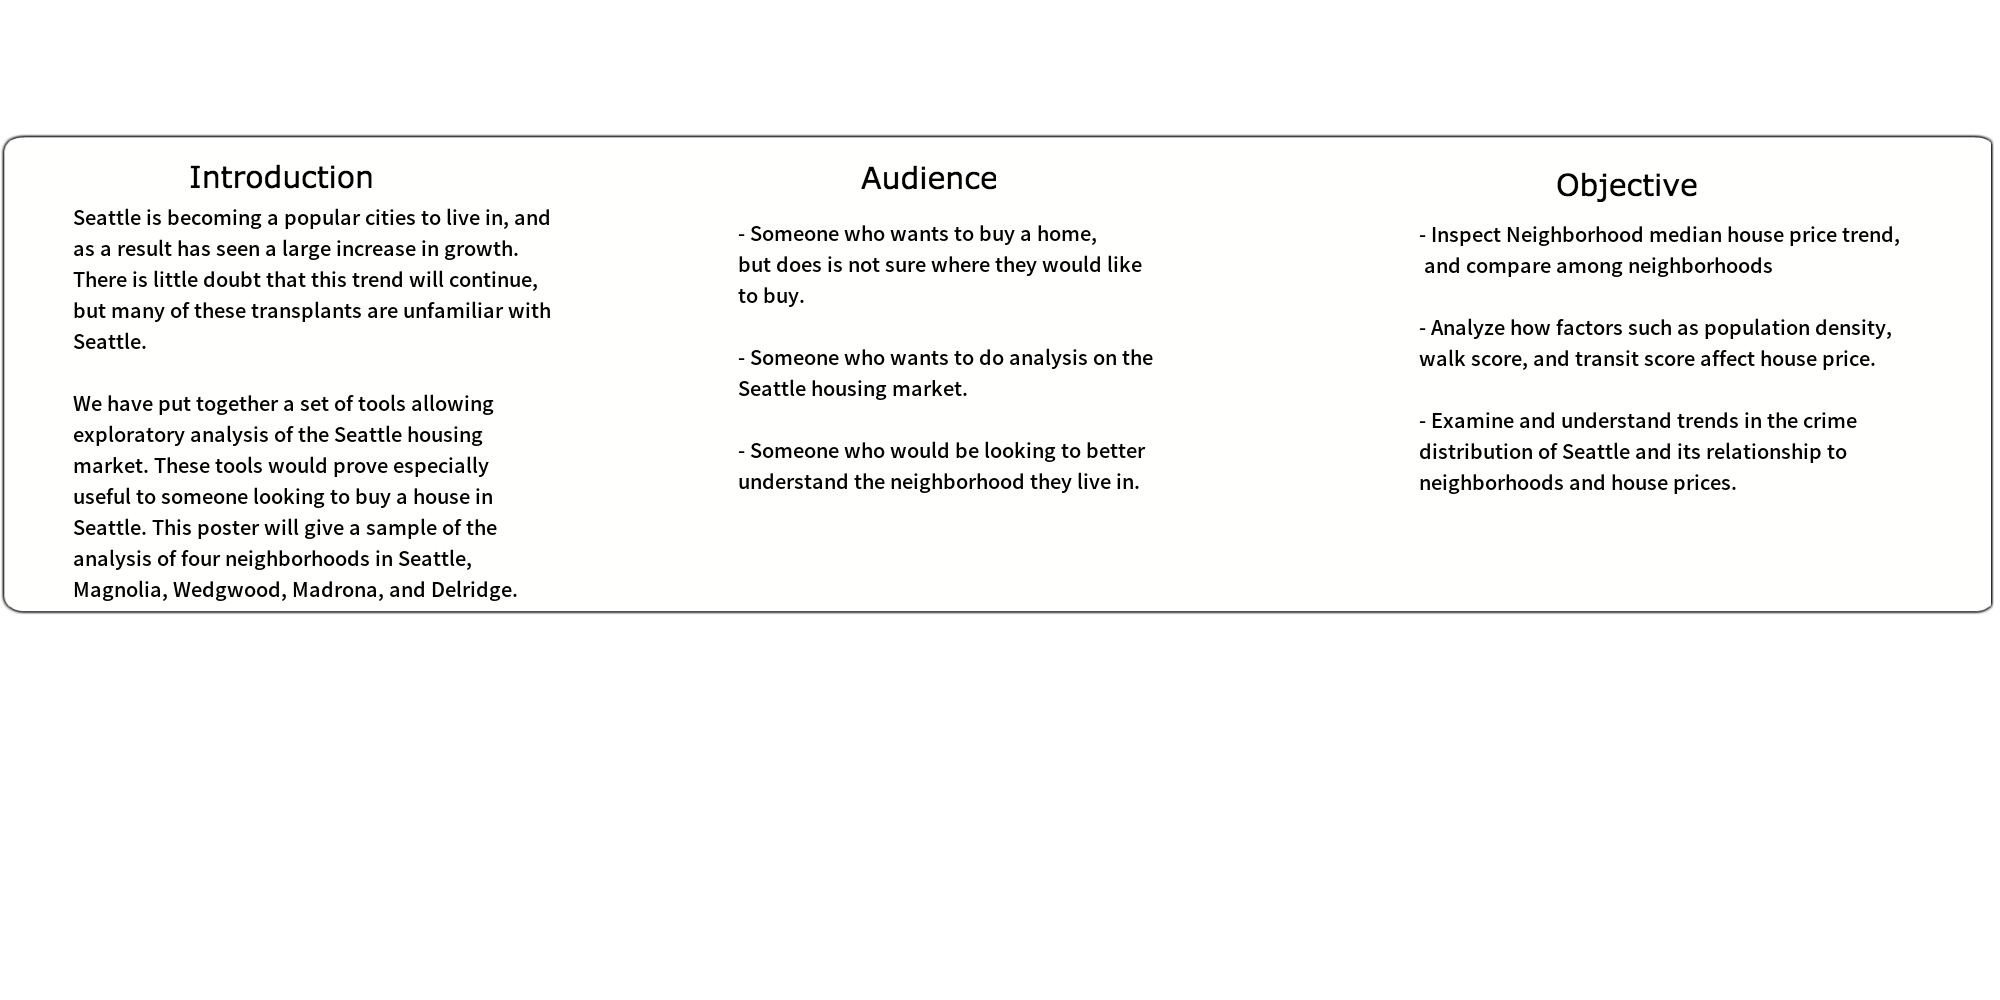 Introduction
Seattle is becoming a popular cities to live in, and
as a result has seen a large increase in growth.
There is little doubt that this trend will continue,
but many of these transplants are unfamiliar with
Seattle.
We have put together a set of tools allowing
exploratory analysis of the Seattle housing
market. These tools would prove especially
useful to someone looking to buy a house in
Seattle. This poster will give a sample of the
analysis of four neighborhoods in Seattle,
Magnolia, Wedgwood, Madrona, and Delridge.
Audience
- Someone who wants to buy a home,
but does is not sure where they would like
to buy.
- Someone who wants to do analysis on the
Seattle housing market.
- Someone who would be looking to better
understand the neighborhood they live in.
Objective
- Inspect Neighborhood median house price trend,
and compare among neighborhoods
- Analyze how factors such as population density,
walk score, and transit score affect house price.
- Examine and understand trends in the crime
distribution of Seattle and its relationship to
neighborhoods and house prices.